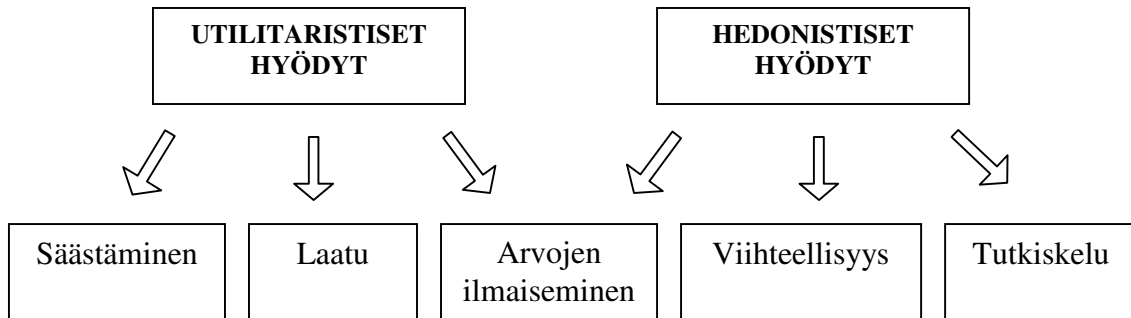 UTILITARISTISET
HYÖDYT
HEDONISTISET
HYÖDYT
Säästäminen
Laatu
Arvojen
ilmaiseminen
Viihteellisyys
Tutkiskelu